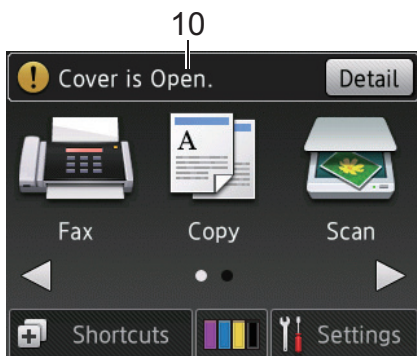 10
Cover is Open.
Detail
A
Fax
Copy
Scan
Shortcuts
Settings